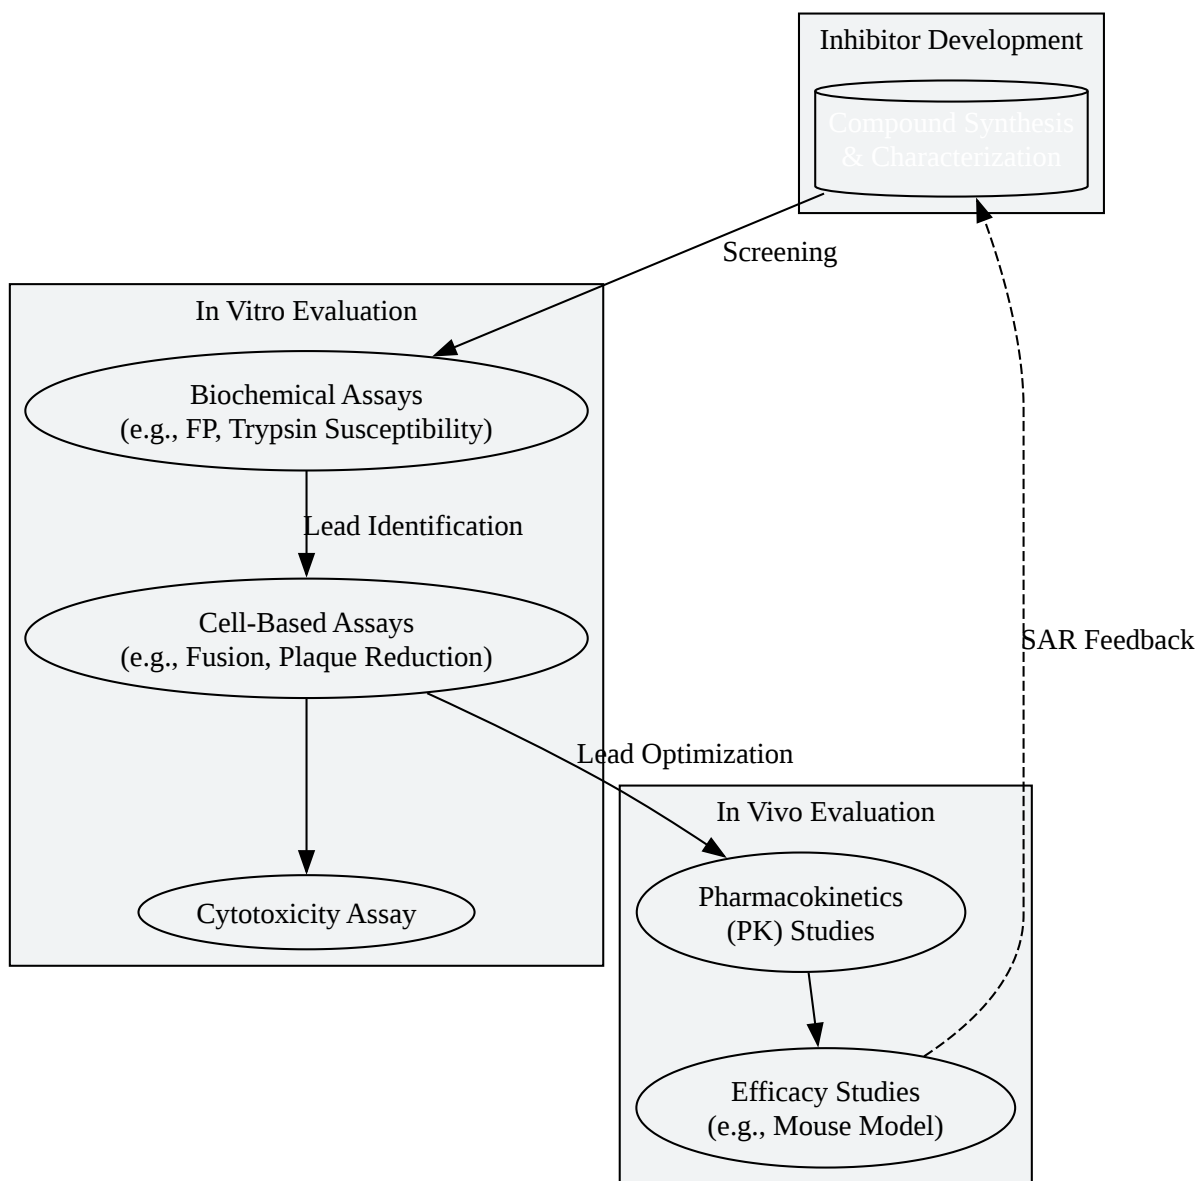 Inhibitor Development
Compound Synthesis
& Characterization
Screening
In Vitro Evaluation
Biochemical Assays
(e.g., FP, Trypsin Susceptibility)
Lead Identification
Cell-Based Assays
(e.g., Fusion, Plaque Reduction)
SAR Feedback
Lead Optimization
In Vivo Evaluation
Cytotoxicity Assay
Pharmacokinetics
(PK) Studies
Efficacy Studies
(e.g., Mouse Model)